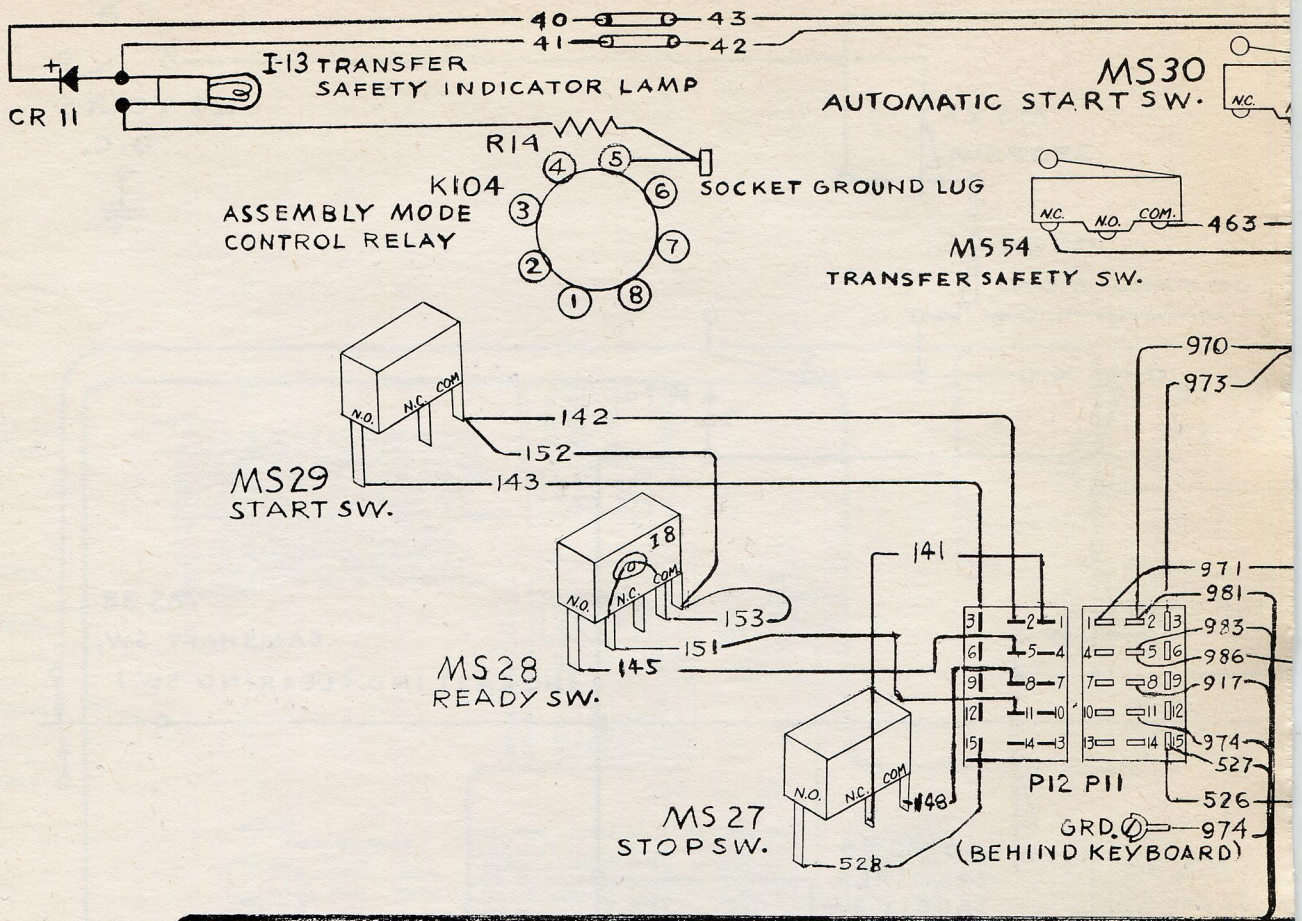 40 43
41 42
+
CR 11
I-13 TRANSFER
SAFETY INDICATOR LAMP
MS30
AUTOMATIC START SW.
N.C.
R14
SOCKET GROUND LUG
K104
ASSEMBLY MODE
CONTROL RELAY
4 5
3 6
2 7
1 8
N.C. N.O. COM.
463
MS 54
TRANSFER SAFETY SW.
970
973
N.O. N.C. COM
142
152
143
MS29
START SW.
I8
N.O. N.C. COM
153
151
145
MS28
READY SW.
141
971
981
983
986
917
974
527
526
3 2 1 1 2 3
6 5 4 4 5 6
9 8 7 7 8 9
12 11 10 10 11 12
15 14 13 13 14 15
P12 P11
N.O. N.C. COM
148
528
MS 27
STOP SW.
GRD. 974
(BEHIND KEYBOARD)